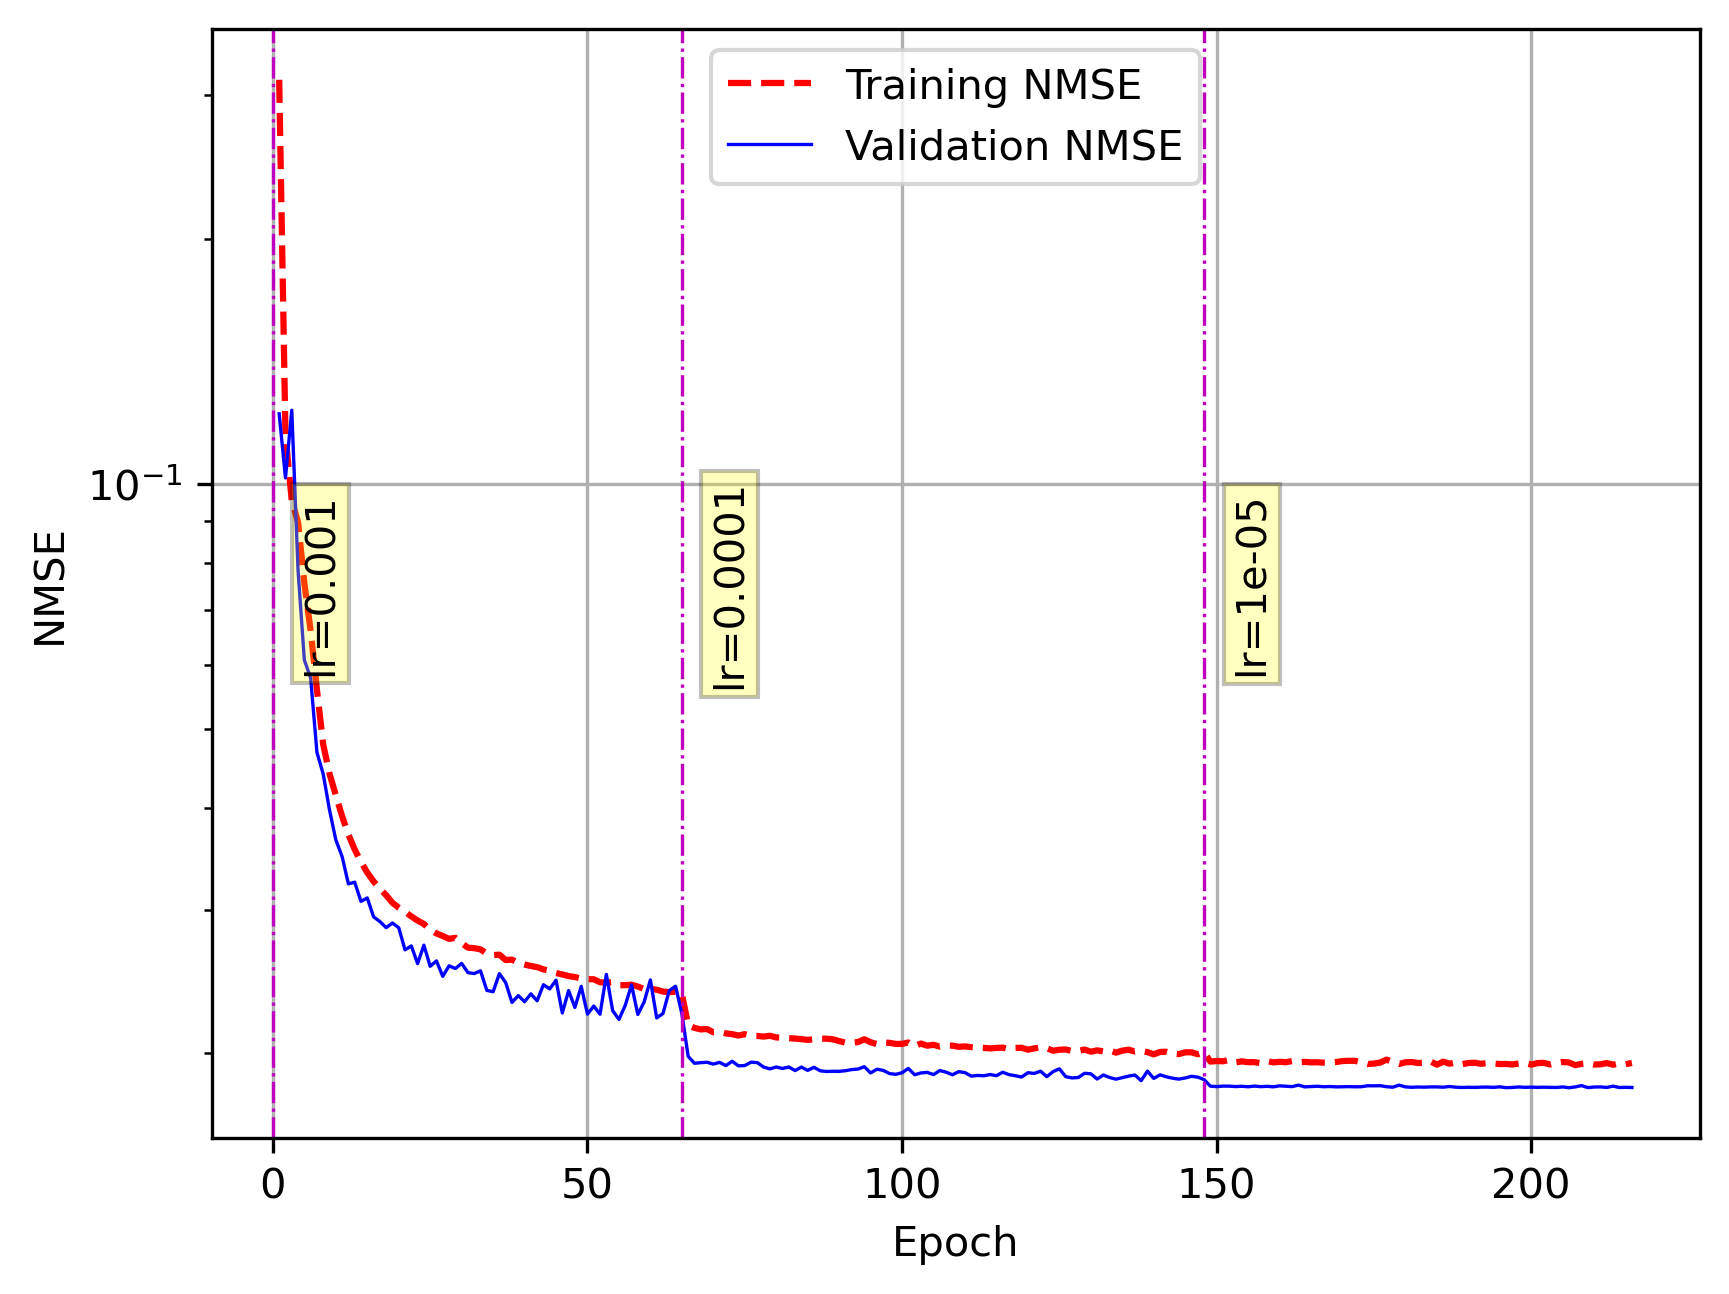 Training NMSE
Validation NMSE
NMSE
10⁻¹
lr=0.001
lr=0.0001
lr=1e-05
0
50
100
150
200
Epoch